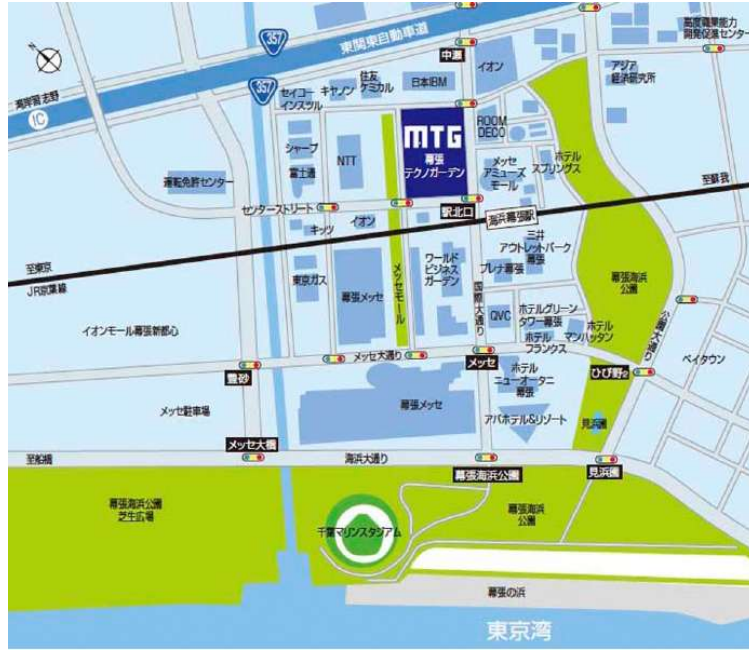 357
東関東自動車道
中瀬
高度職業能力
開発促進センター
アジア
経済研究所
湾岸習志野
IC
357
セイコー
インスツル
キヤノン
住友
ケミカル
日本IBM
イオン
シャープ
富士通
NTT
MTG
幕張
テクノガーデン
ROOM
DECO
メッセ
アミューズ
モール
ホテル
スプリングス
運転免許センター
センターストリート
駅北口
海浜幕張駅
至蘇我
キッツ
イオン
至東京
JR京葉線
東京ガス
幕張メッセ
メッセモール
ワールド
ビジネス
ガーデン
プレナ幕張
三井
アウトレットパーク
幕張
国際大通り
幕張海浜
公園
公園大通り
イオンモール幕張新都心
QVC
ホテルグリーン
タワー幕張
ホテル
フランクス
ホテル
マンハッタン
ベイタウン
豊砂
メッセ大通り
メッセ
ひび野2
メッセ駐車場
幕張メッセ
ホテル
ニューオータニ
幕張
アパホテル&リゾート
見浜園
メッセ大橋
至船橋
海浜大通り
幕張海浜公園
見浜園
幕張海浜公園
芝生広場
千葉マリンスタジアム
幕張海浜
公園
幕張の浜
東京湾